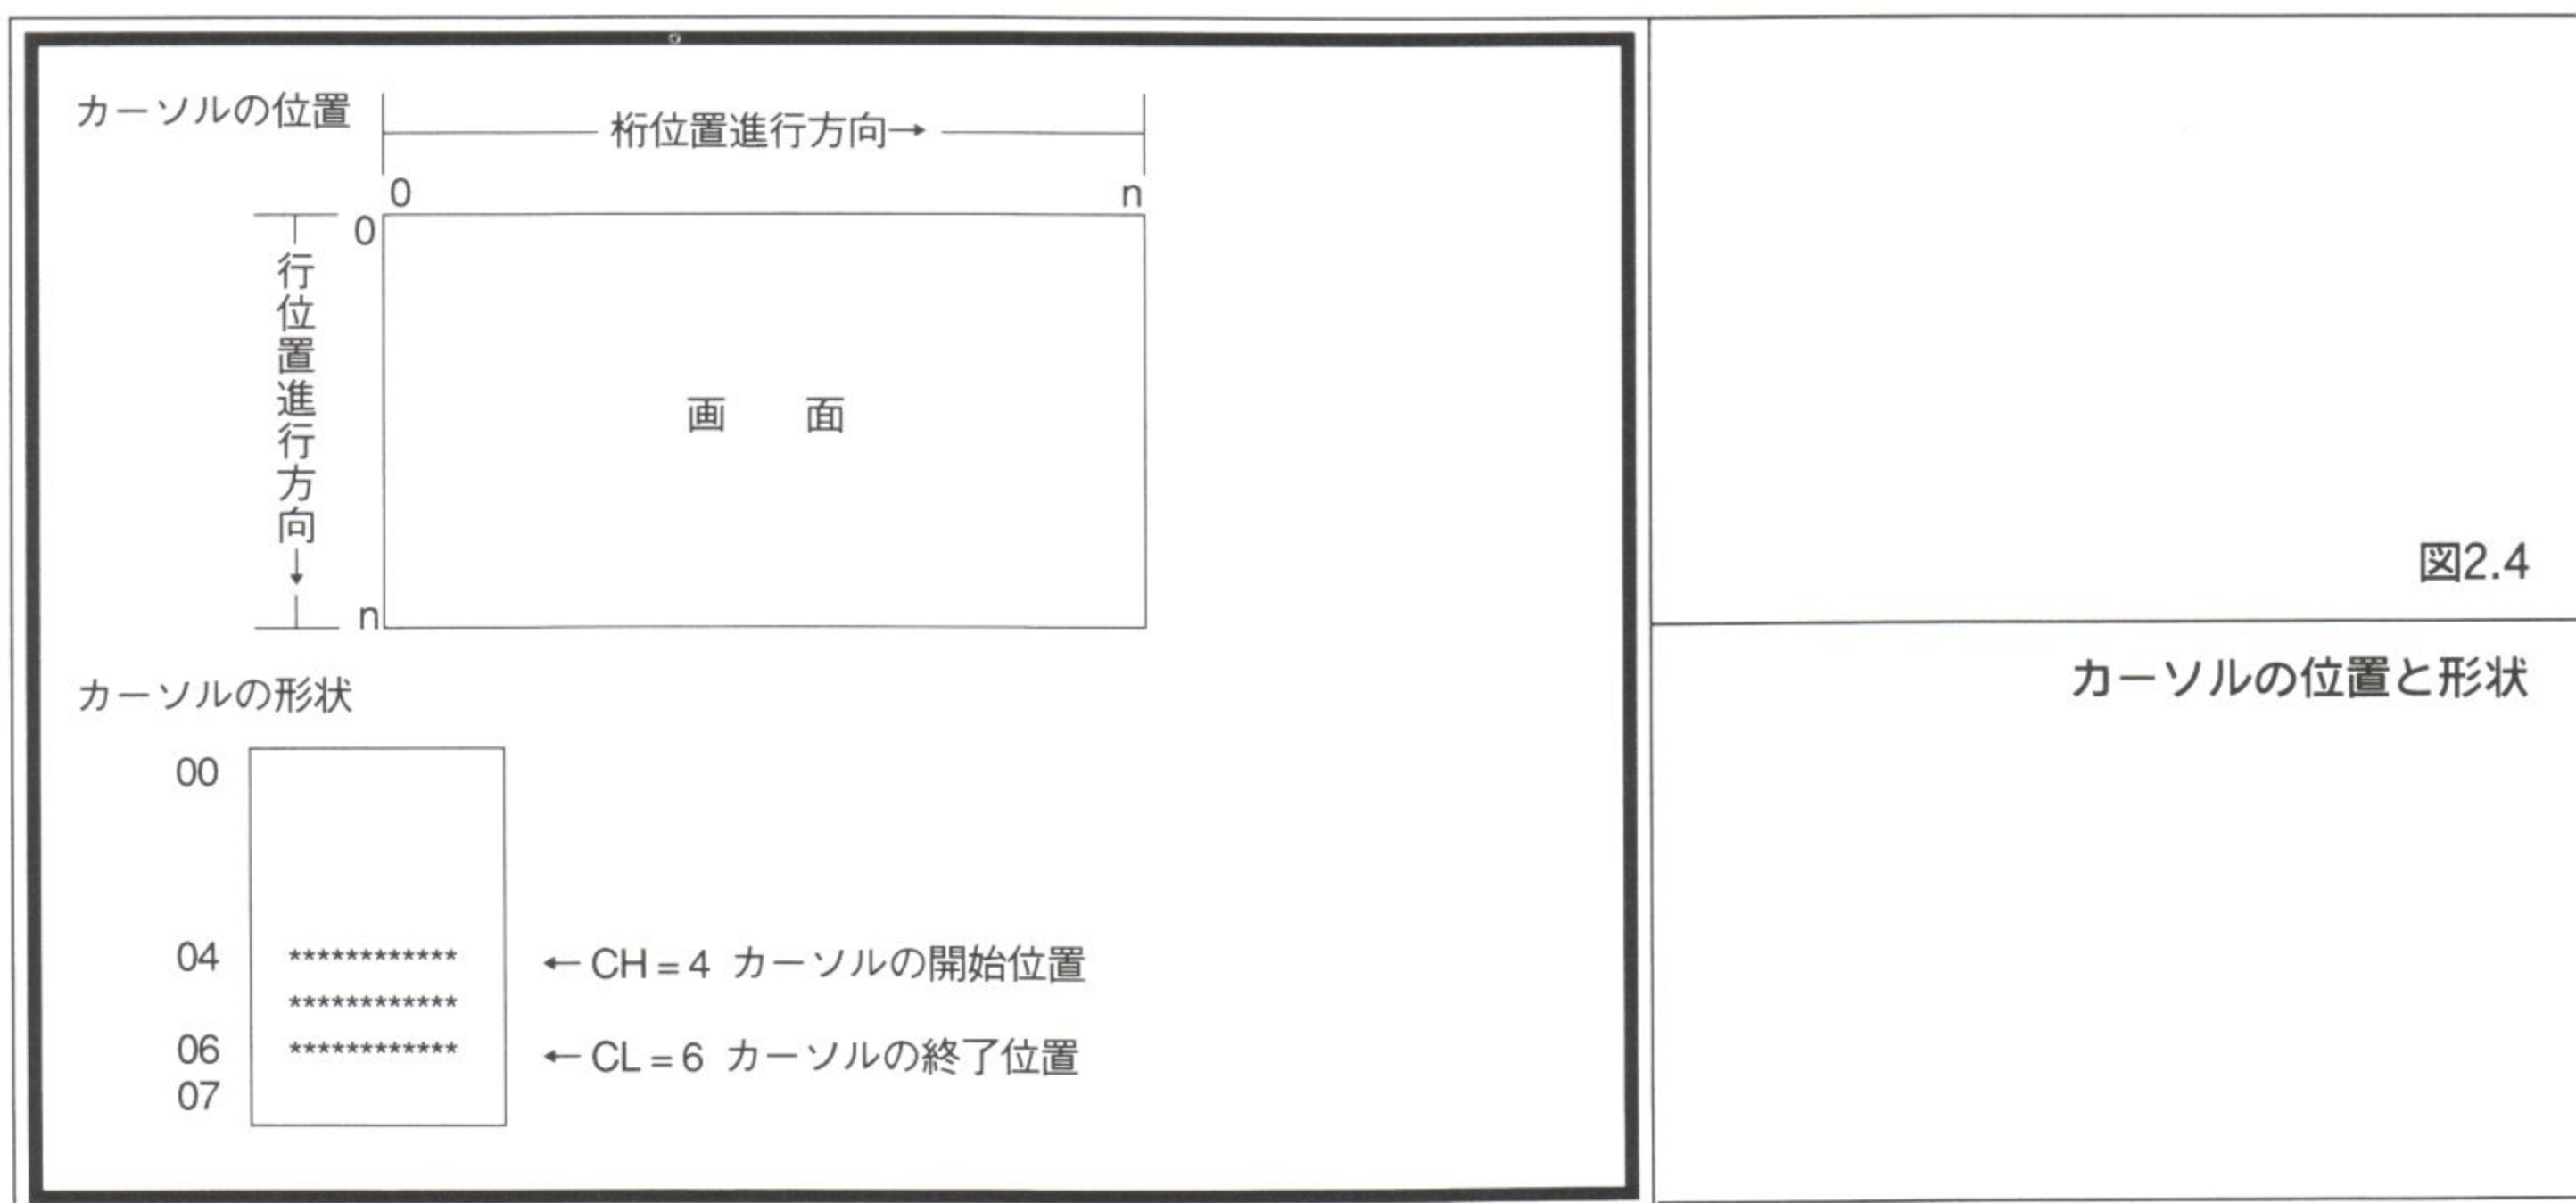 カーソルの位置
桁位置進行方向→
0 n
0
行位置進行方向→
画 面
n
カーソルの形状
00
04 ************ ← CH = 4 カーソルの開始位置
************
06 ************ ← CL = 6 カーソルの終了位置
07
図2.4
カーソルの位置と形状